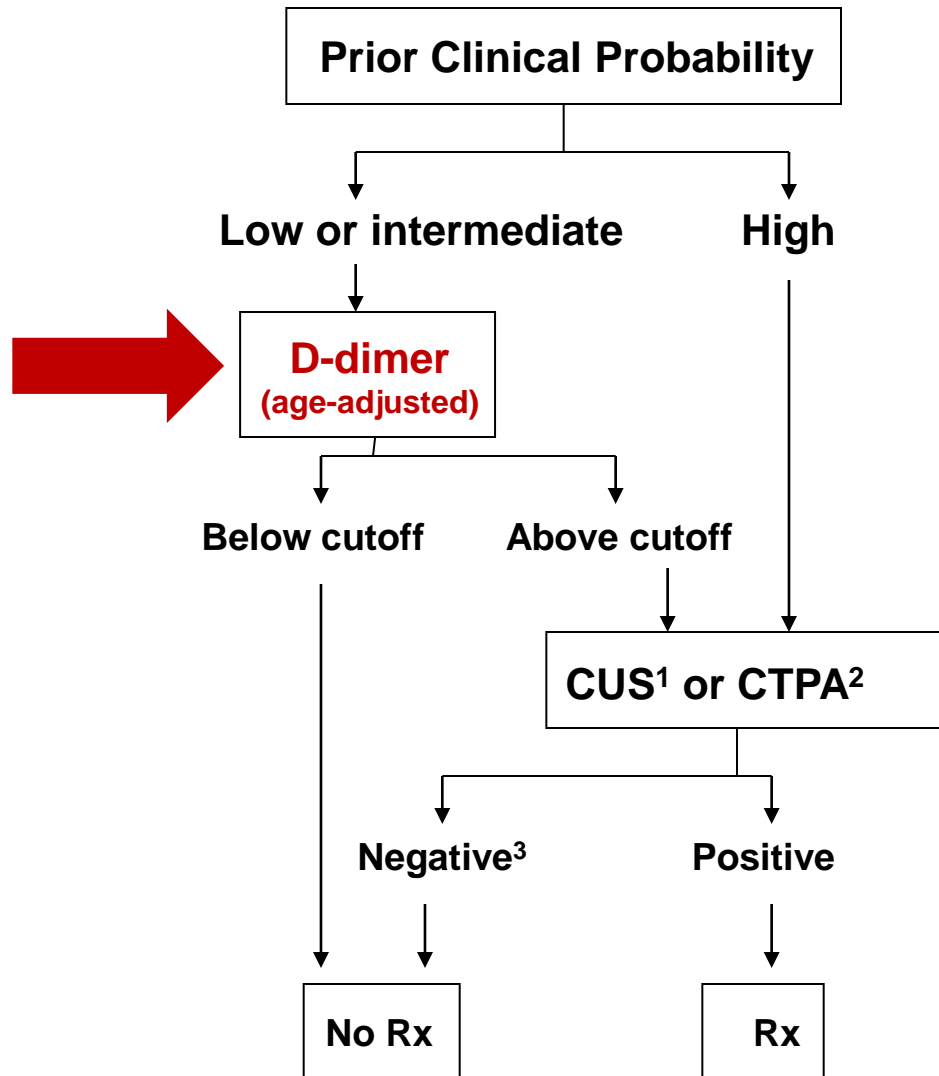 Prior Clinical Probability
Low or intermediate
High
D-dimer
(age-adjusted)
Below cutoff
Above cutoff
CUS¹ or CTPA²
Negative³
Positive
No Rx
Rx